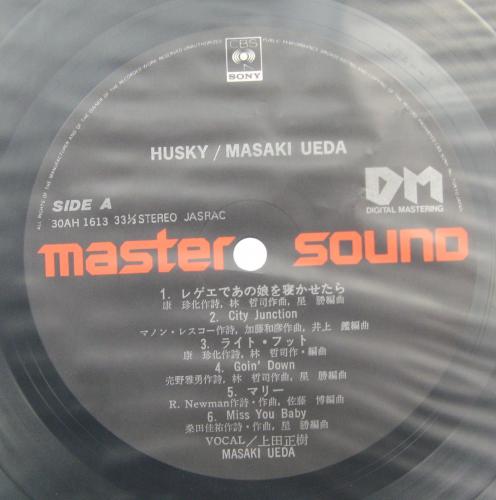 CBS
SONY
HUSKY / MASAKI UEDA
SIDE A
30AH 1613 33⅓ STEREO JASRAC
DM
DIGITAL MASTERING
master sound
1. レゲエであの娘を寝かせたら
康 珍化作詩, 林 哲司作曲, 星 勝編曲
2. City Junction
マノン・レスコー作詩, 加藤和彦作曲, 井上 鑑編曲
3. ライト・フット
康 珍化作詩, 林 哲司作・編曲
4. Goin' Down
売野雅勇作詩, 林 哲司作曲, 星 勝編曲
5. マリー
R. Newman作詩・作曲, 佐藤 博編曲
6. Miss You Baby
桑田佳祐作詩・作曲, 星 勝編曲
VOCAL/上田正樹
MASAKI UEDA